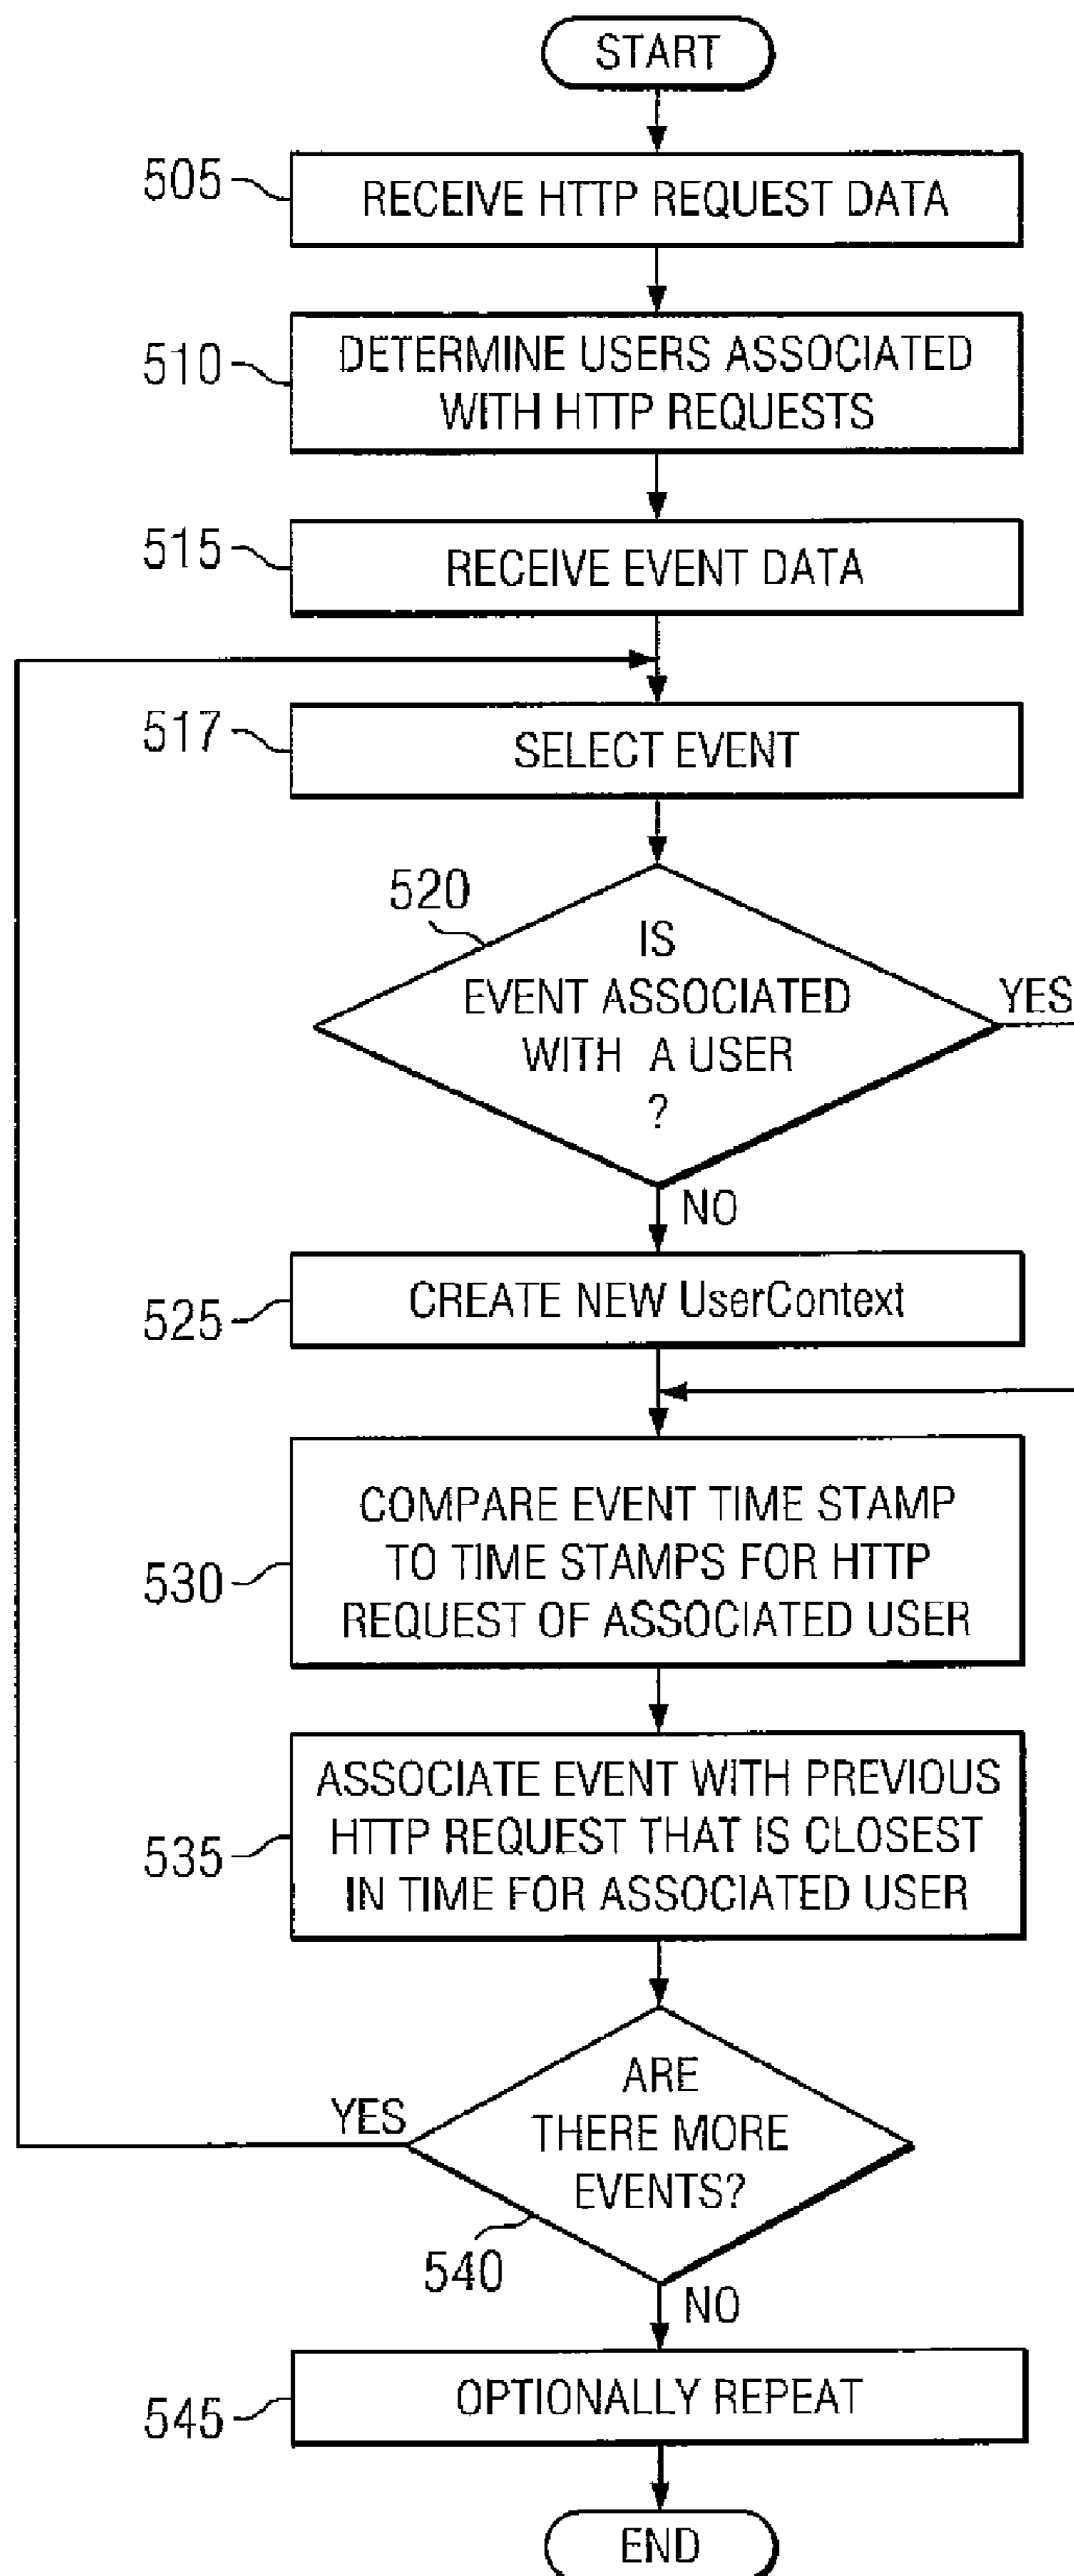 START
505
RECEIVE HTTP REQUEST DATA
510
DETERMINE USERS ASSOCIATED
WITH HTTP REQUESTS
515
RECEIVE EVENT DATA
517
SELECT EVENT
520
IS
EVENT ASSOCIATED
WITH A USER
?
YES
NO
525
CREATE NEW UserContext
530
COMPARE EVENT TIME STAMP
TO TIME STAMPS FOR HTTP
REQUEST OF ASSOCIATED USER
535
ASSOCIATE EVENT WITH PREVIOUS
HTTP REQUEST THAT IS CLOSEST
IN TIME FOR ASSOCIATED USER
YES
ARE
THERE MORE
EVENTS?
540
NO
545
OPTIONALLY REPEAT
END